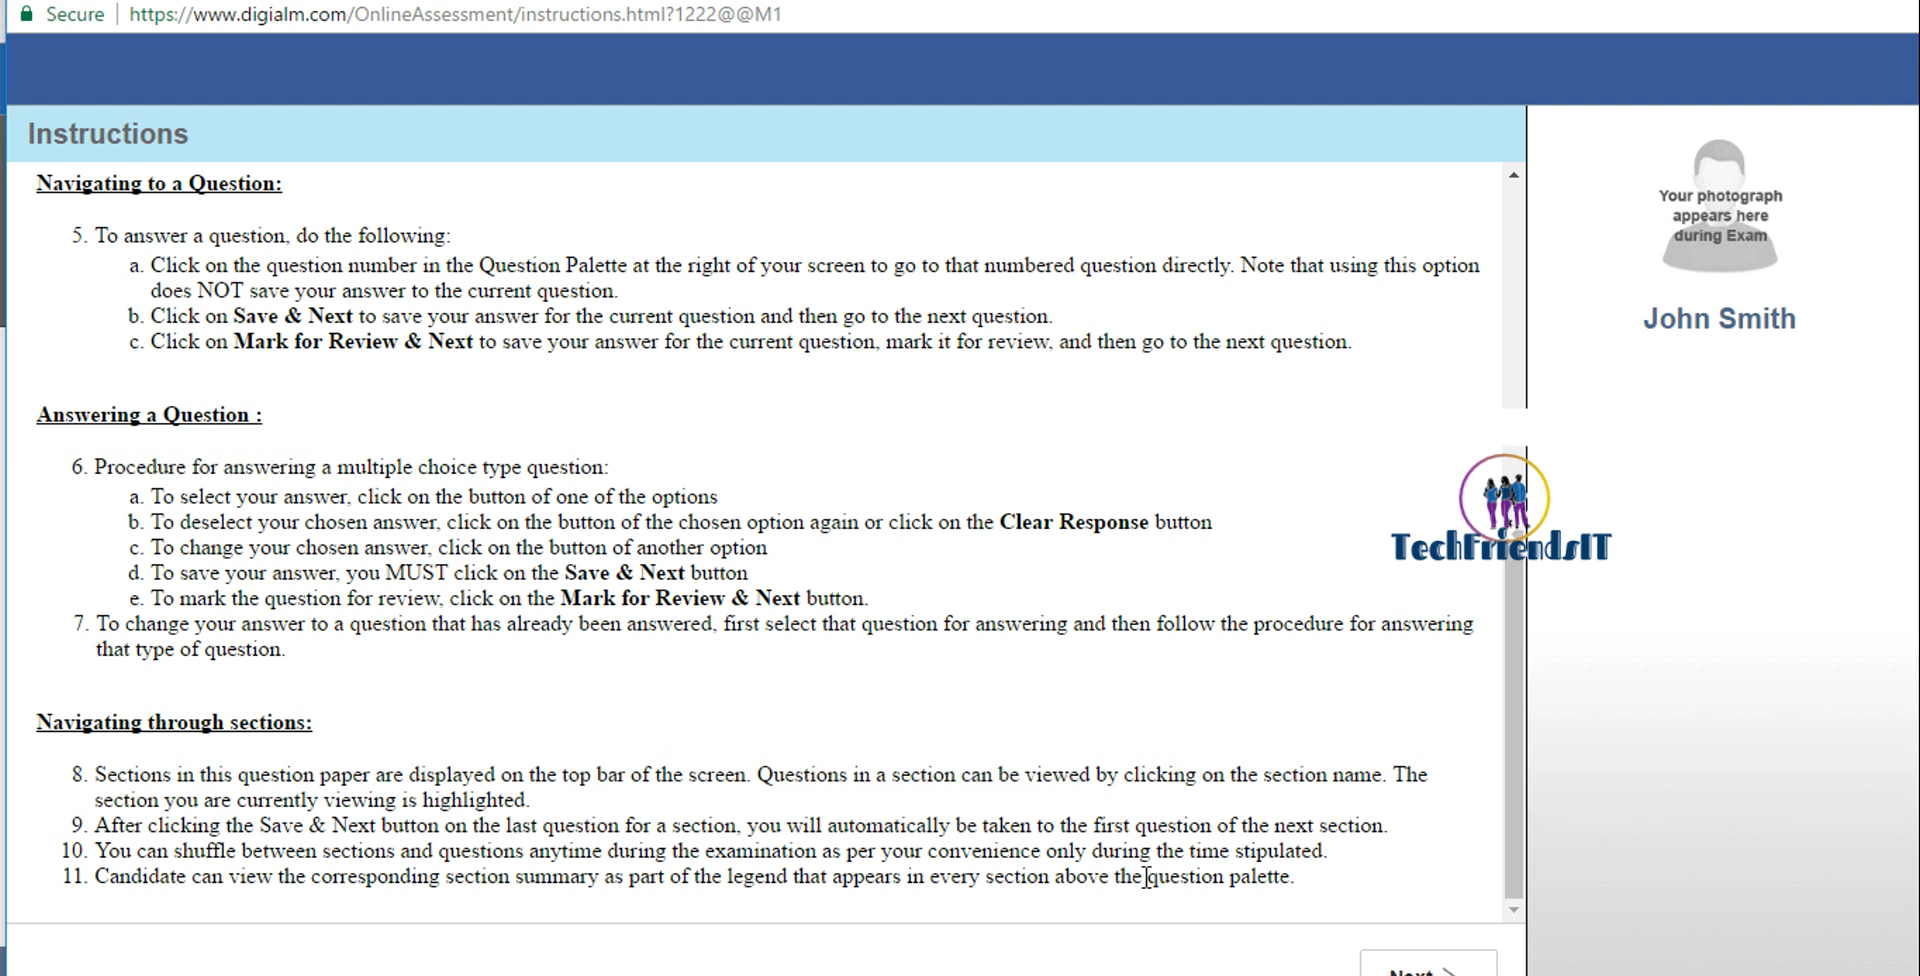 Secure | https://www.digialm.com/OnlineAssessment/instructions.html?1222@@M1
Instructions
Navigating to a Question:
5. To answer a question, do the following:
a. Click on the question number in the Question Palette at the right of your screen to go to that numbered question directly. Note that using this option
does NOT save your answer to the current question.
b. Click on Save & Next to save your answer for the current question and then go to the next question.
c. Click on Mark for Review & Next to save your answer for the current question, mark it for review, and then go to the next question.
Answering a Question :
6. Procedure for answering a multiple choice type question:
a. To select your answer, click on the button of one of the options
b. To deselect your chosen answer, click on the button of the chosen option again or click on the Clear Response button
c. To change your chosen answer, click on the button of another option
d. To save your answer, you MUST click on the Save & Next button
e. To mark the question for review, click on the Mark for Review & Next button.
7. To change your answer to a question that has already been answered, first select that question for answering and then follow the procedure for answering
that type of question.
Navigating through sections:
8. Sections in this question paper are displayed on the top bar of the screen. Questions in a section can be viewed by clicking on the section name. The
section you are currently viewing is highlighted.
9. After clicking the Save & Next button on the last question for a section, you will automatically be taken to the first question of the next section.
10. You can shuffle between sections and questions anytime during the examination as per your convenience only during the time stipulated.
11. Candidate can view the corresponding section summary as part of the legend that appears in every section above the question palette.
Next >
Your photograph
appears here
during Exam
John Smith
TechFriendsIT